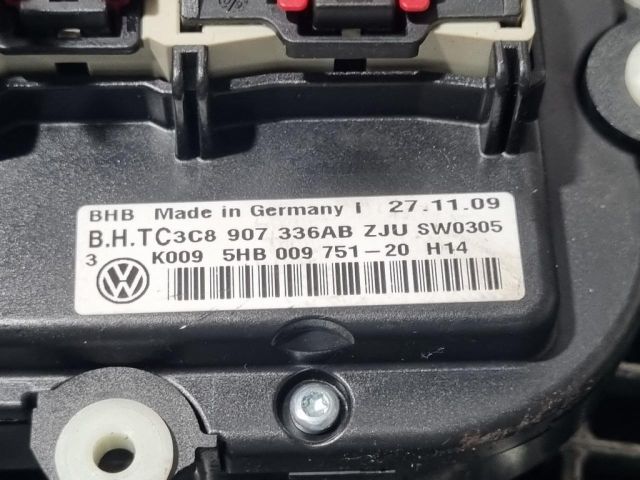 BHB Made in Germany I 27.11.09
B.H.TC3C8 907 336AB ZJU SW0305
3 K009 5HB 009 751-20 H14